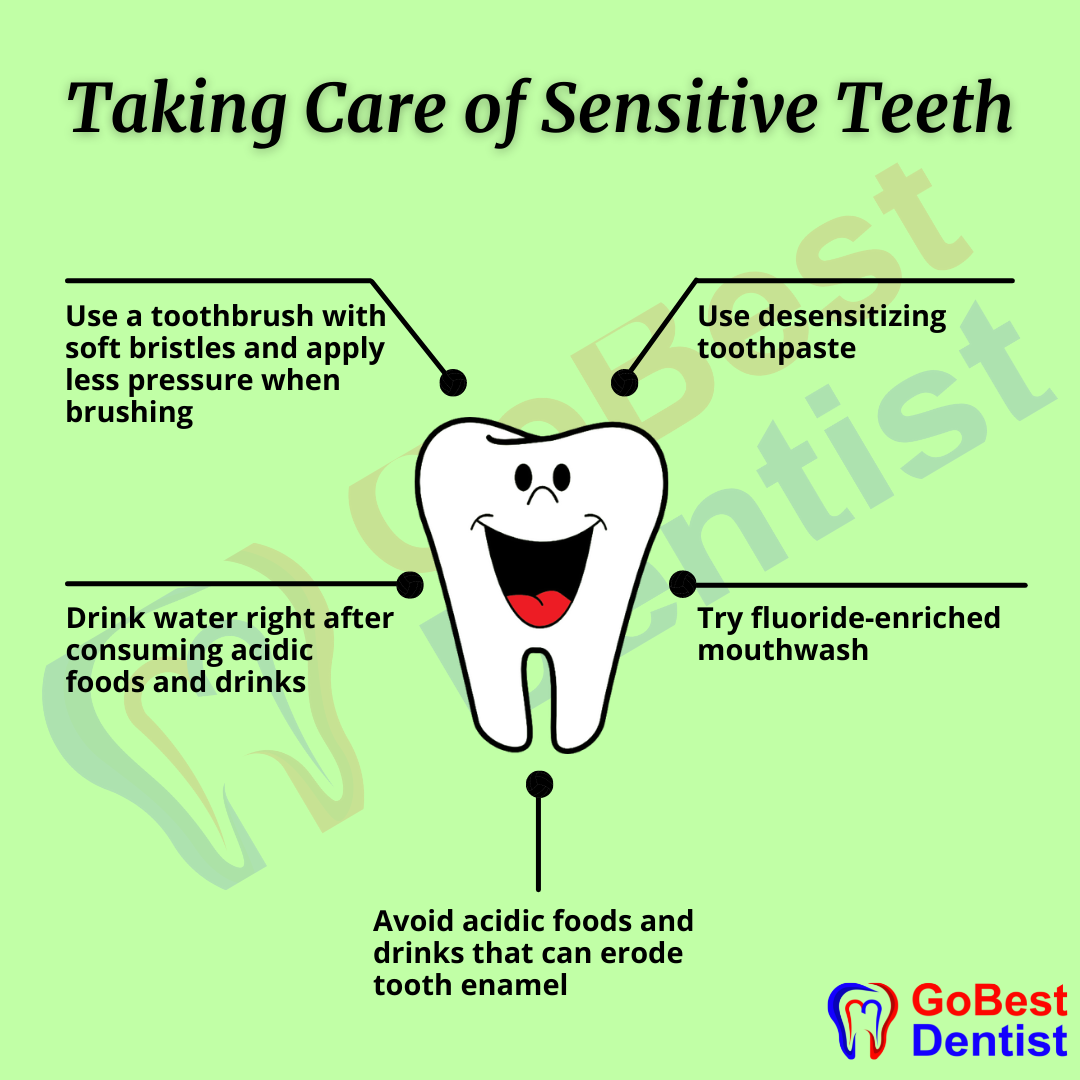 Taking Care of Sensitive Teeth
Use a toothbrush with
soft bristles and apply
less pressure when
brushing
Use desensitizing
toothpaste
Drink water right after
consuming acidic
foods and drinks
Try fluoride-enriched
mouthwash
Avoid acidic foods and
drinks that can erode
tooth enamel
GoBest
Dentist
GoBest
Dentist